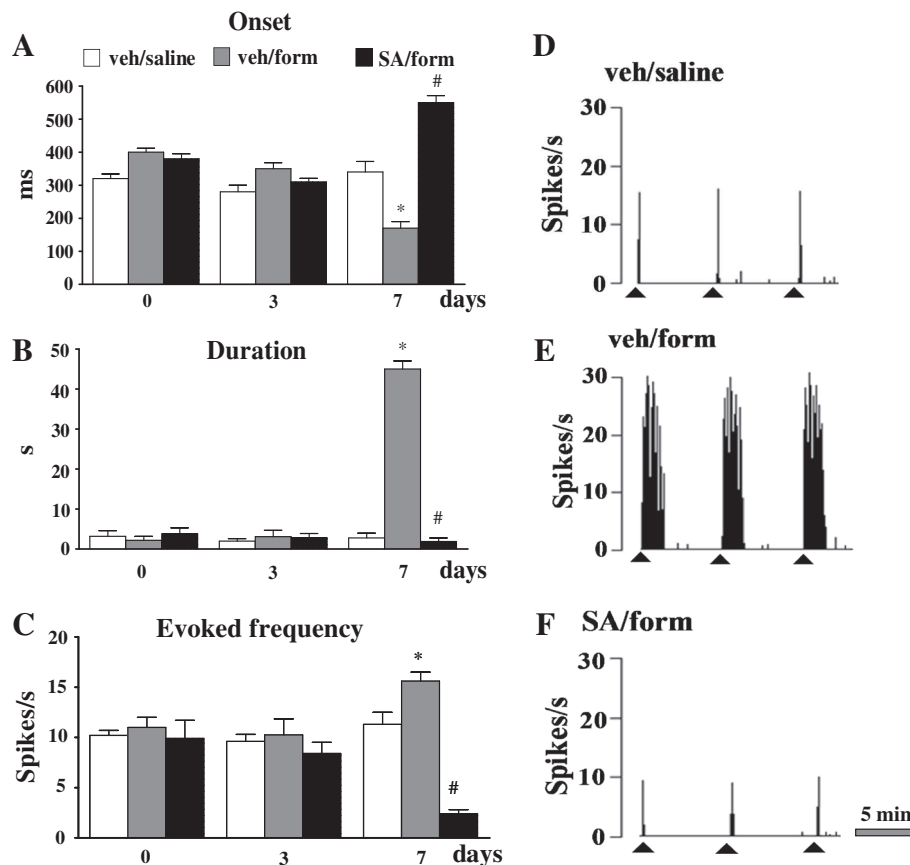 A
Onset
veh/saline veh/form SA/form
600
500
400
300
200
100
0
ms
*
#
0 3 7 days
B
Duration
50
40
30
20
10
0
s
*
#
0 3 7 days
C
Evoked frequency
20
15
10
5
0
Spikes/s
*
#
0 3 7 days
D
veh/saline
30
20
10
0
Spikes/s
E
veh/form
30
20
10
0
Spikes/s
F
SA/form
30
20
10
0
Spikes/s
5 min